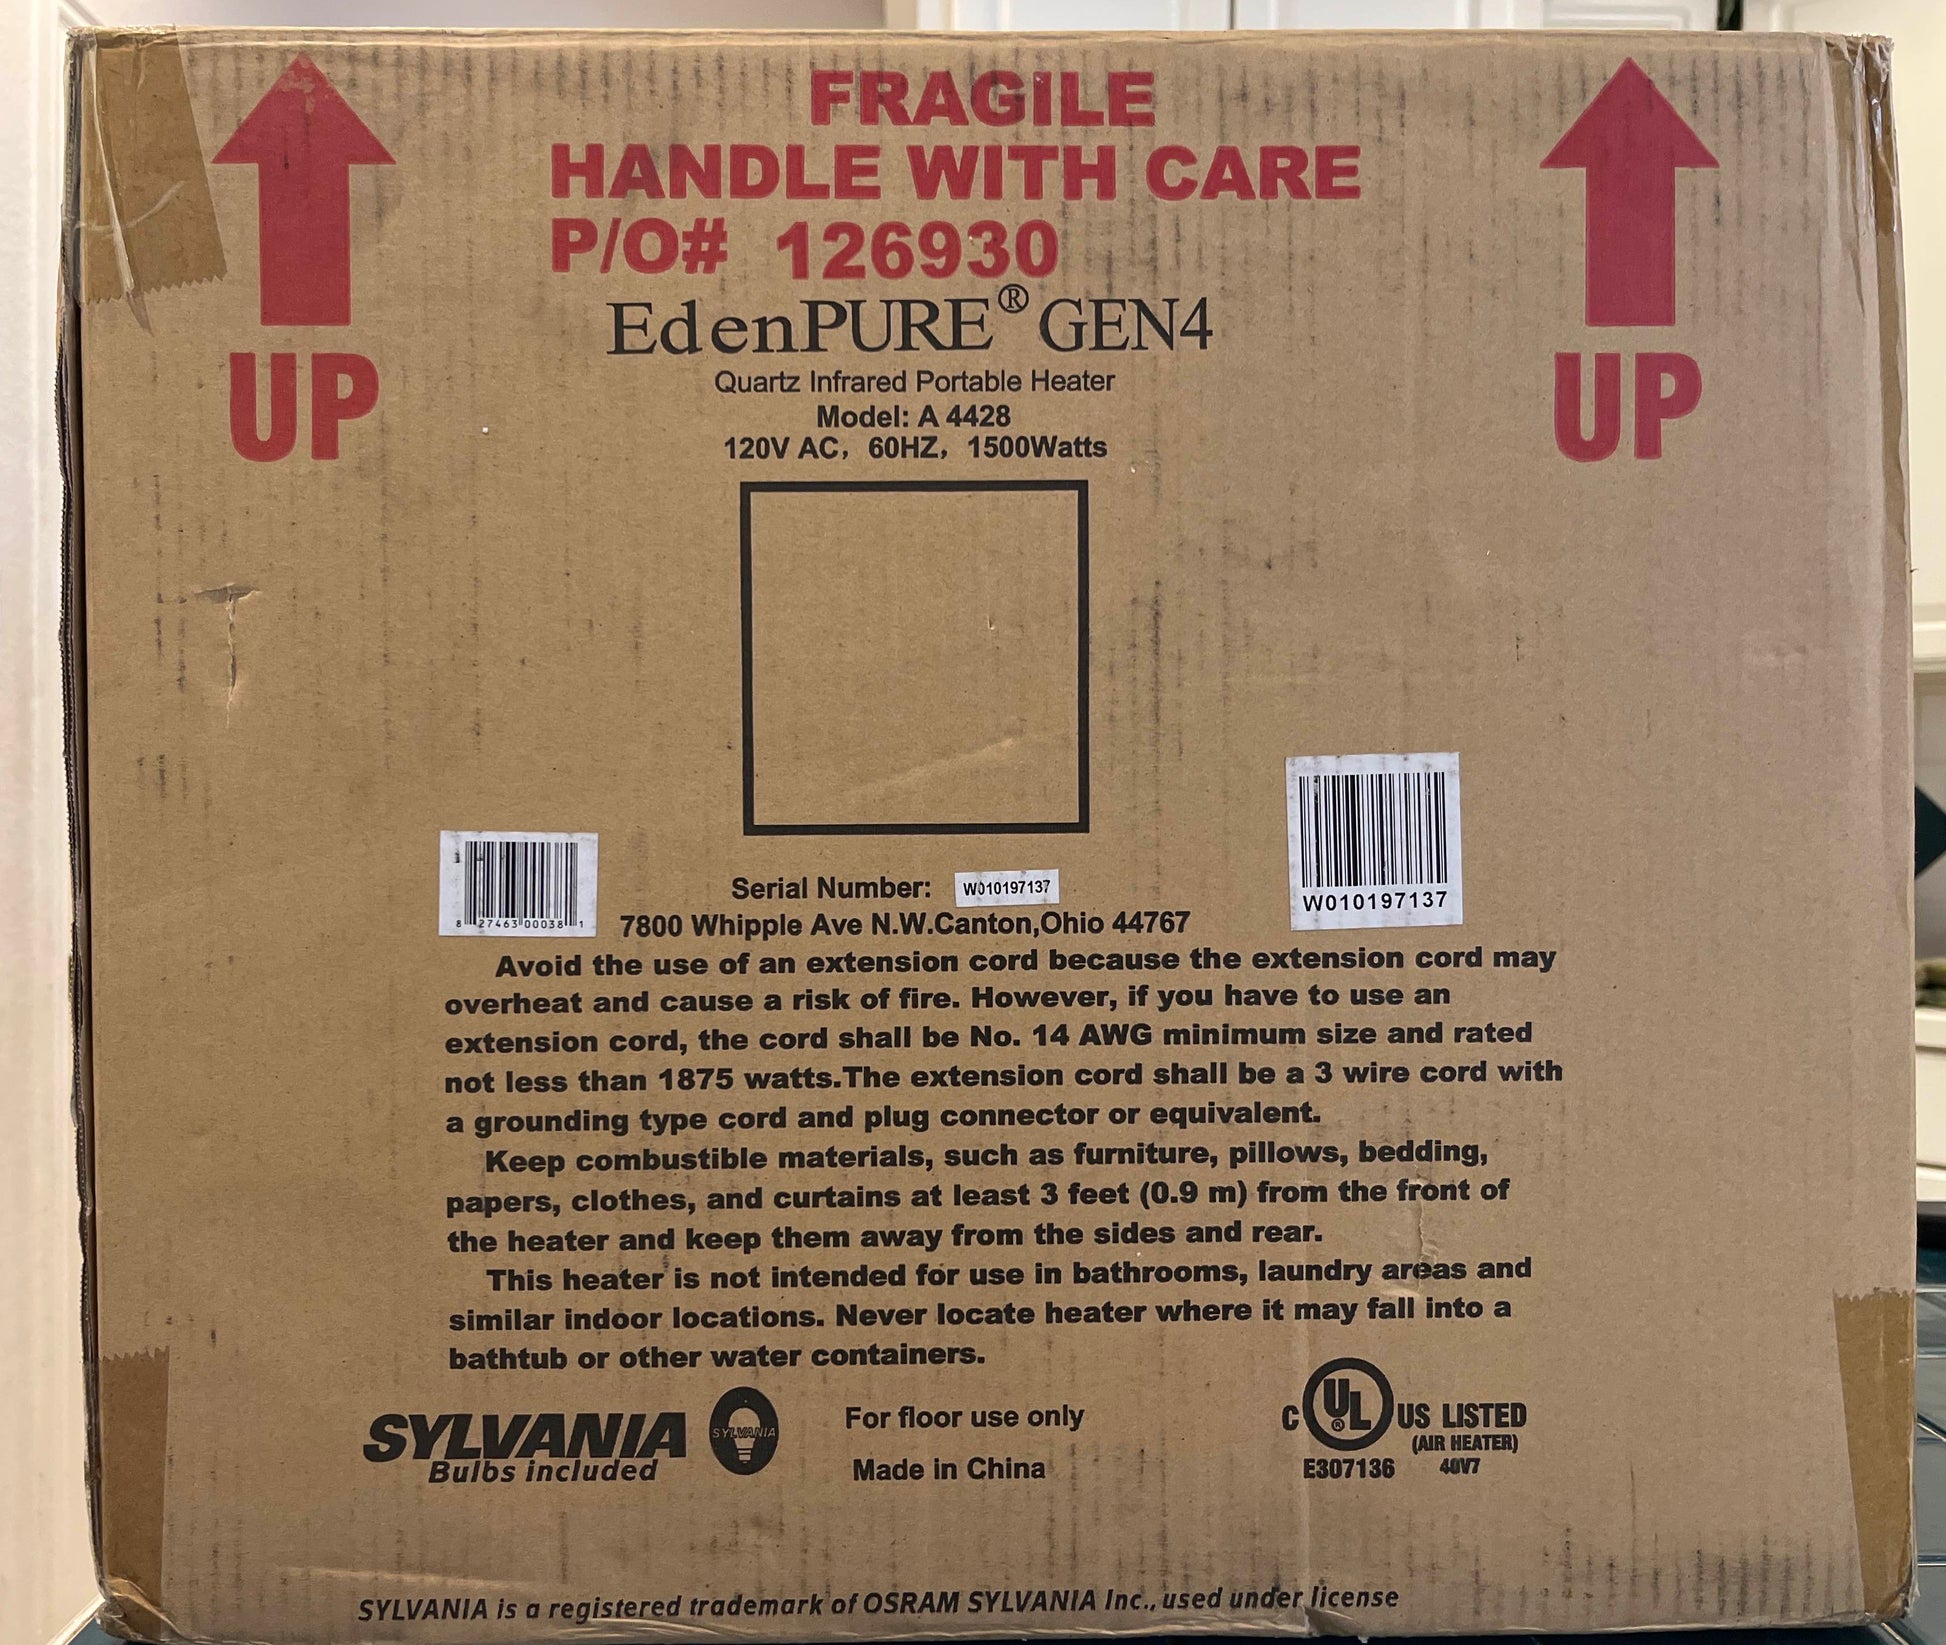 FRAGILE
HANDLE WITH CARE
P/O# 126930
UP
UP
EdenPURE® GEN4
Quartz Infrared Portable Heater
Model: A 4428
120V AC, 60HZ, 1500Watts
W010197137
8 27463 00038 1
Serial Number: W010197137
7800 Whipple Ave N.W.Canton,Ohio 44767
Avoid the use of an extension cord because the extension cord may
overheat and cause a risk of fire. However, if you have to use an
extension cord, the cord shall be No. 14 AWG minimum size and rated
not less than 1875 watts.The extension cord shall be a 3 wire cord with
a grounding type cord and plug connector or equivalent.
Keep combustible materials, such as furniture, pillows, bedding,
papers, clothes, and curtains at least 3 feet (0.9 m) from the front of
the heater and keep them away from the sides and rear.
This heater is not intended for use in bathrooms, laundry areas and
similar indoor locations. Never locate heater where it may fall into a
bathtub or other water containers.
SYLVANIA
Bulbs included
SYLVANIA
For floor use only
Made in China
C UL® US LISTED
(AIR HEATER)
E307136 40V7
SYLVANIA is a registered trademark of OSRAM SYLVANIA Inc., used under license